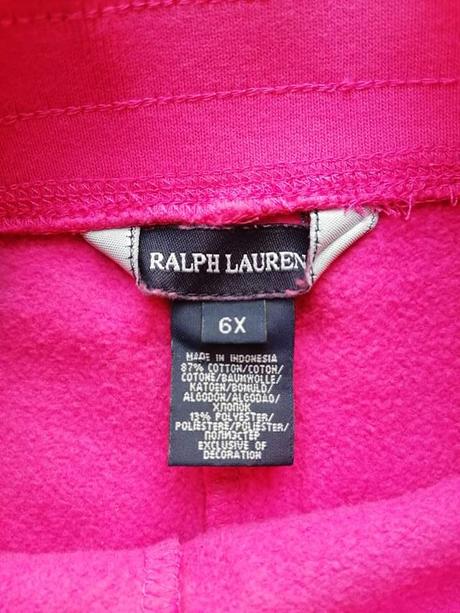 RALPH LAUREN
6X
MADE IN INDONESIA
87% COTTON/COTON/
COTONE/BAUMWOLLE/
KATOEN/BOMULD/
ALGODON/ALGODAO/
ХЛОПОК
13% POLYESTER/
POLIESTERE/POLIESTER/
ПОЛИЭСТЕР
EXCLUSIVE OF
DECORATION